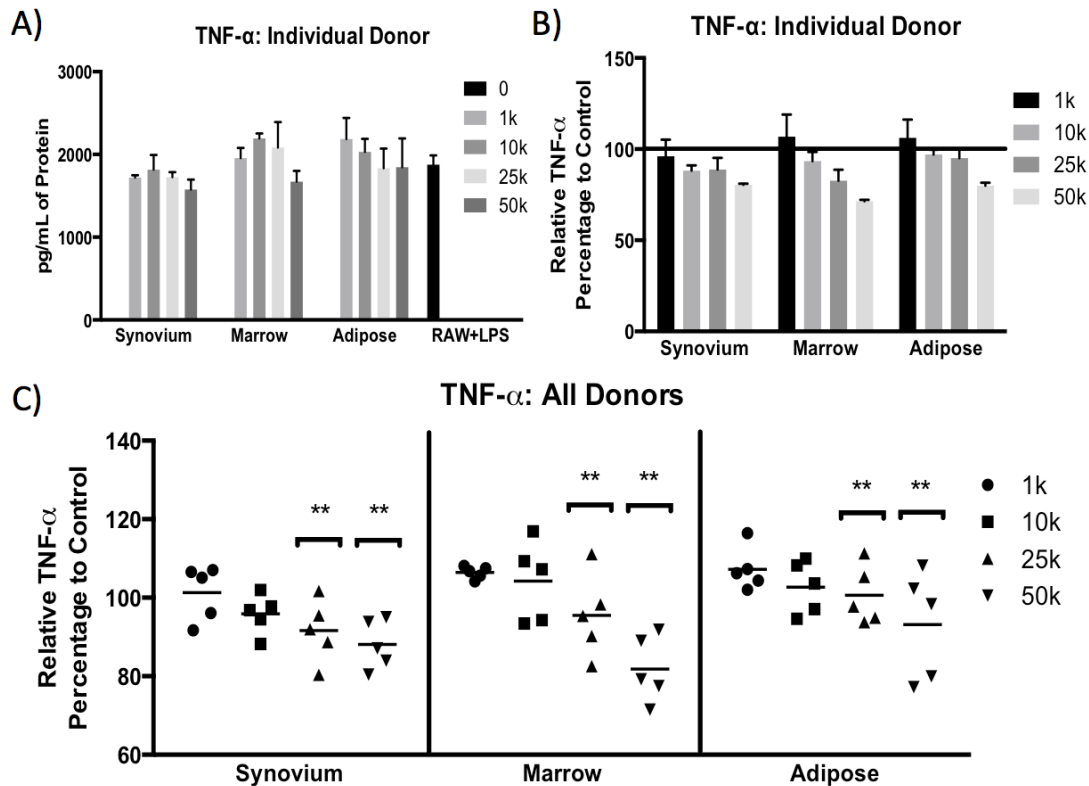 A)
TNF-α: Individual Donor
3000
2000
1000
0
pg/mL of Protein
Synovium
Marrow
Adipose
RAW+LPS
0
1k
10k
25k
50k
B)
TNF-α: Individual Donor
150
100
50
0
Relative TNF-α
Percentage to Control
Synovium
Marrow
Adipose
1k
10k
25k
50k
C)
TNF-α: All Donors
140
120
100
80
60
Relative TNF-α
Percentage to Control
**
**
**
**
**
**
Synovium
Marrow
Adipose
1k
10k
25k
50k